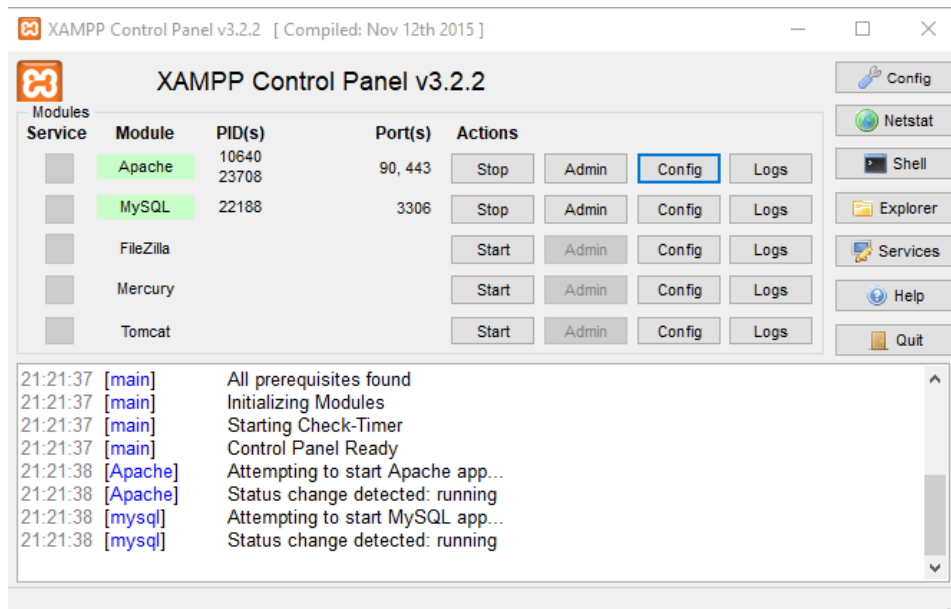 XAMPP Control Panel v3.2.2 [ Compiled: Nov 12th 2015 ]
XAMPP Control Panel v3.2.2
Config
Modules
Service Module PID(s) Port(s) Actions
Netstat
Apache 10640 23708 90, 443 Stop Admin Config Logs
Shell
MySQL 22188 3306 Stop Admin Config Logs
Explorer
FileZilla Start Admin Config Logs
Services
Mercury Start Admin Config Logs
Help
Tomcat Start Admin Config Logs
Quit
21:21:37 [main] All prerequisites found
21:21:37 [main] Initializing Modules
21:21:37 [main] Starting Check-Timer
21:21:37 [main] Control Panel Ready
21:21:38 [Apache] Attempting to start Apache app...
21:21:38 [Apache] Status change detected: running
21:21:38 [mysql] Attempting to start MySQL app...
21:21:38 [mysql] Status change detected: running